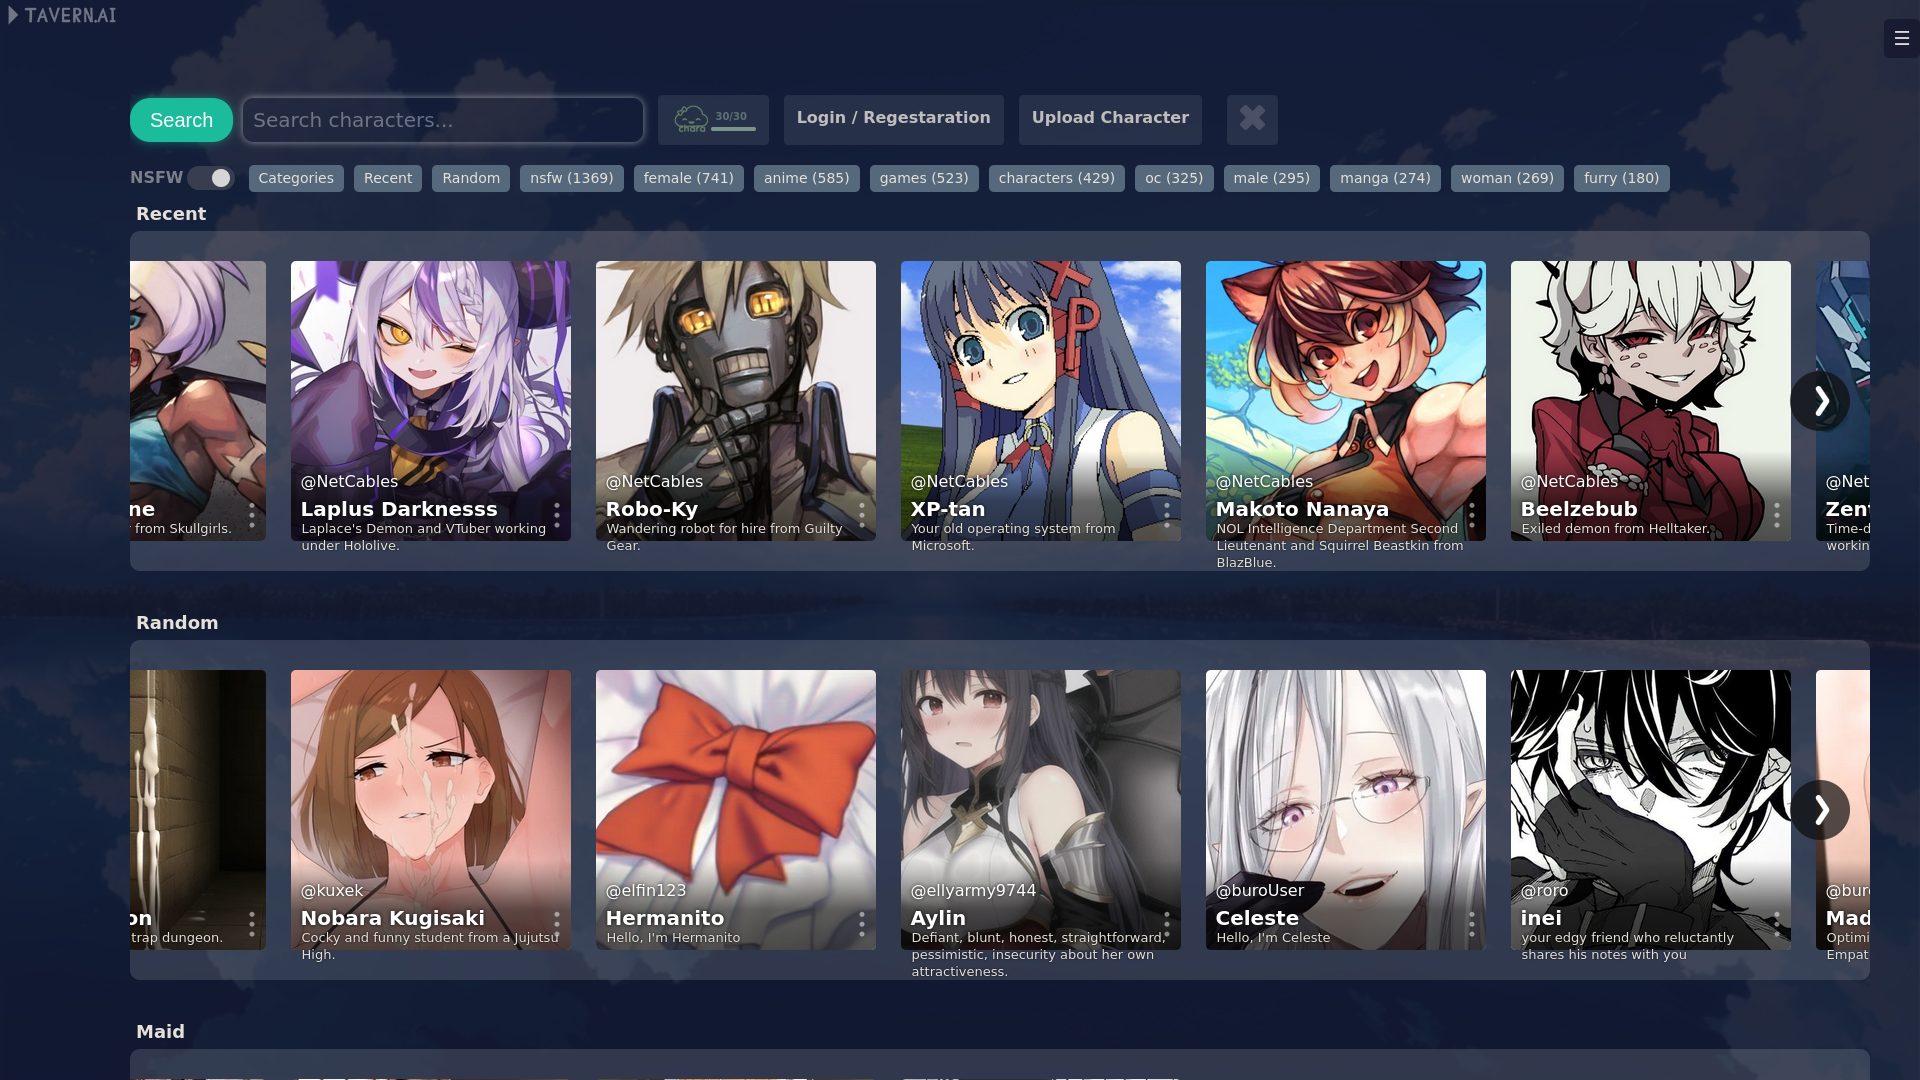 TAVERN.AI
Search
Search characters...
chara
30/30
Login / Regestaration
Upload Character
NSFW
Categories
Recent
Random
nsfw (1369)
female (741)
anime (585)
games (523)
characters (429)
oc (325)
male (295)
manga (274)
woman (269)
furry (180)
Recent
ne
from Skullgirls.
@NetCables
Laplus Darknesss
Laplace's Demon and VTuber working
under Hololive.
@NetCables
Robo-Ky
Wandering robot for hire from Guilty
Gear.
XP
@NetCables
XP-tan
Your old operating system from
Microsoft.
@NetCables
Makoto Nanaya
NOL Intelligence Department Second
Lieutenant and Squirrel Beastkin from
BlazBlue.
@NetCables
Beelzebub
Exiled demon from Helltaker.
@Net
Zen
Time-d
workin
Random
on
trap dungeon.
@kuxek
Nobara Kugisaki
Cocky and funny student from a Jujutsu
High.
@elfin123
Hermanito
Hello, I'm Hermanito
@ellyarmy9744
Aylin
Defiant, blunt, honest, straightforward,
pessimistic, insecurity about her own
attractiveness.
@buroUser
Celeste
Hello, I'm Celeste
@roro
inei
your edgy friend who reluctantly
shares his notes with you
@bur
Mad
Optimi
Empat
Maid